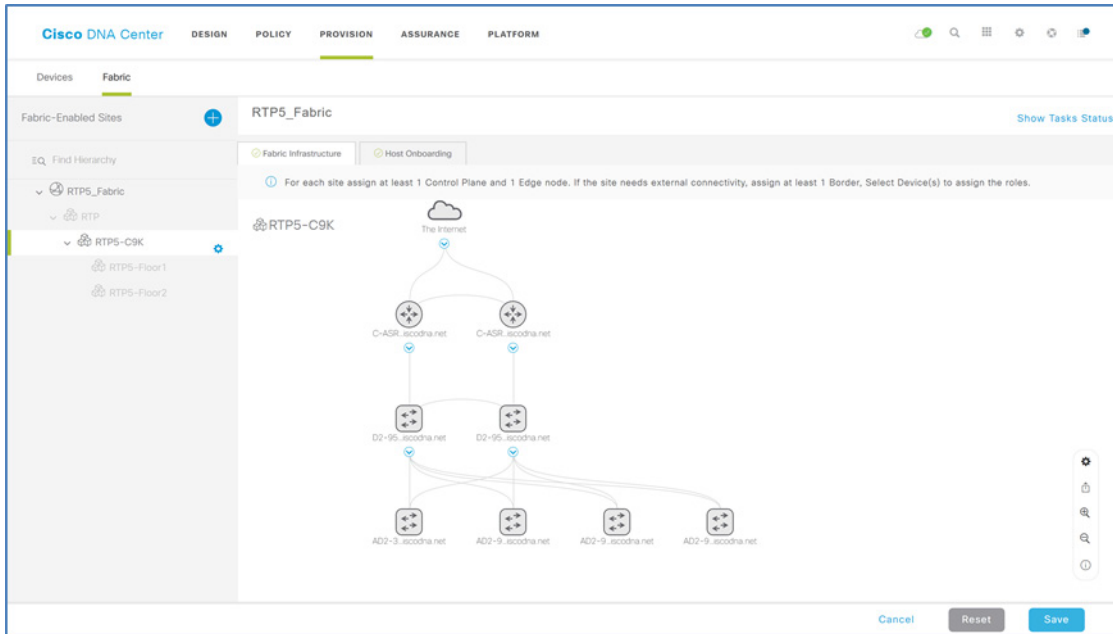 Cisco DNA Center DESIGN POLICY PROVISION ASSURANCE PLATFORM
Devices Fabric
Fabric-Enabled Sites
RTP5_Fabric
Show Tasks Status
Find Hierarchy
Fabric Infrastructure Host Onboarding
For each site assign at least 1 Control Plane and 1 Edge node. If the site needs external connectivity, assign at least 1 Border, Select Device(s) to assign the roles.
RTP5_Fabric
RTP
RTP5-C9K
RTP5-Floor1
RTP5-Floor2
RTP5-C9K
The Internet
C-ASR...iscodna.net C-ASR...iscodna.net
D2-95...iscodna.net D2-95...iscodna.net
AD2-3...iscodna.net AD2-9...iscodna.net AD2-9...iscodna.net AD2-9...iscodna.net
Cancel Reset Save